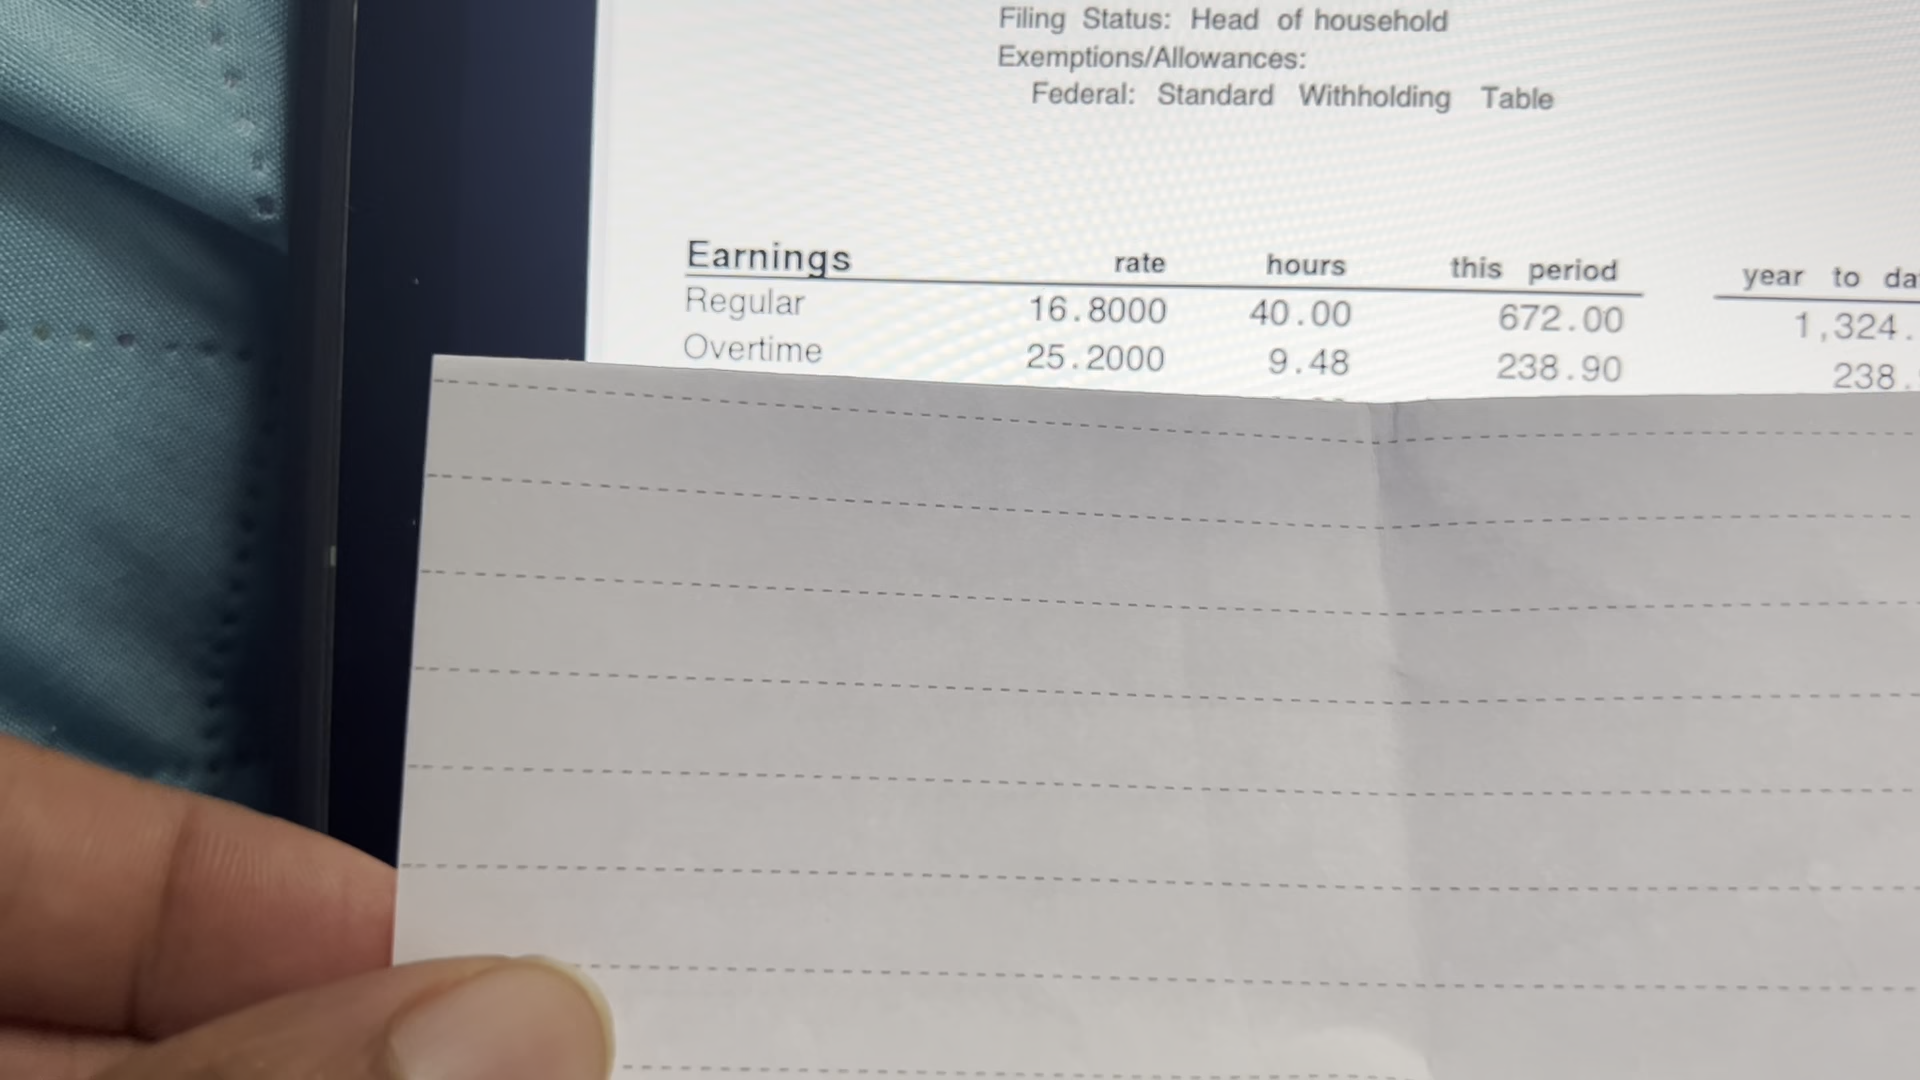 Filing Status: Head of household
Exemptions/Allowances:
Federal: Standard Withholding Table
Earnings rate hours this period year to
Regular 16.8000 40.00 672.00
Overtime 25.2000 9.48 238.90